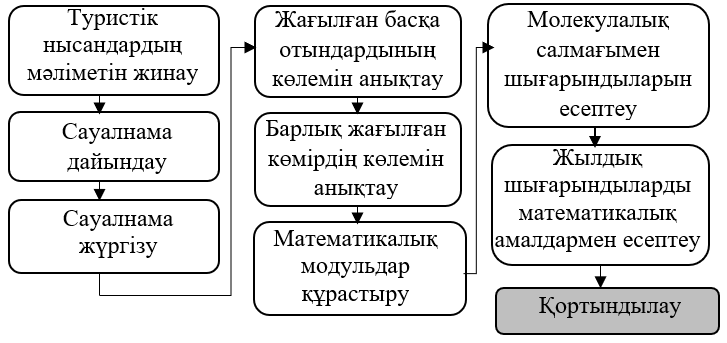 Туристік
нысандардың
мәліметін жинау
Сауалнама
дайындау
Сауалнама
жүргізу
Жағылған басқа
отындардының
көлемін анықтау
Барлық жағылған
көмірдің көлемін
анықтау
Математикалық
модульдар
құрастыру
Молекулалық
салмағымен
шығарындыларын
есептеу
Жылдық
шығарындыларды
математикалық
амалдармен есептеу
Қортындылау